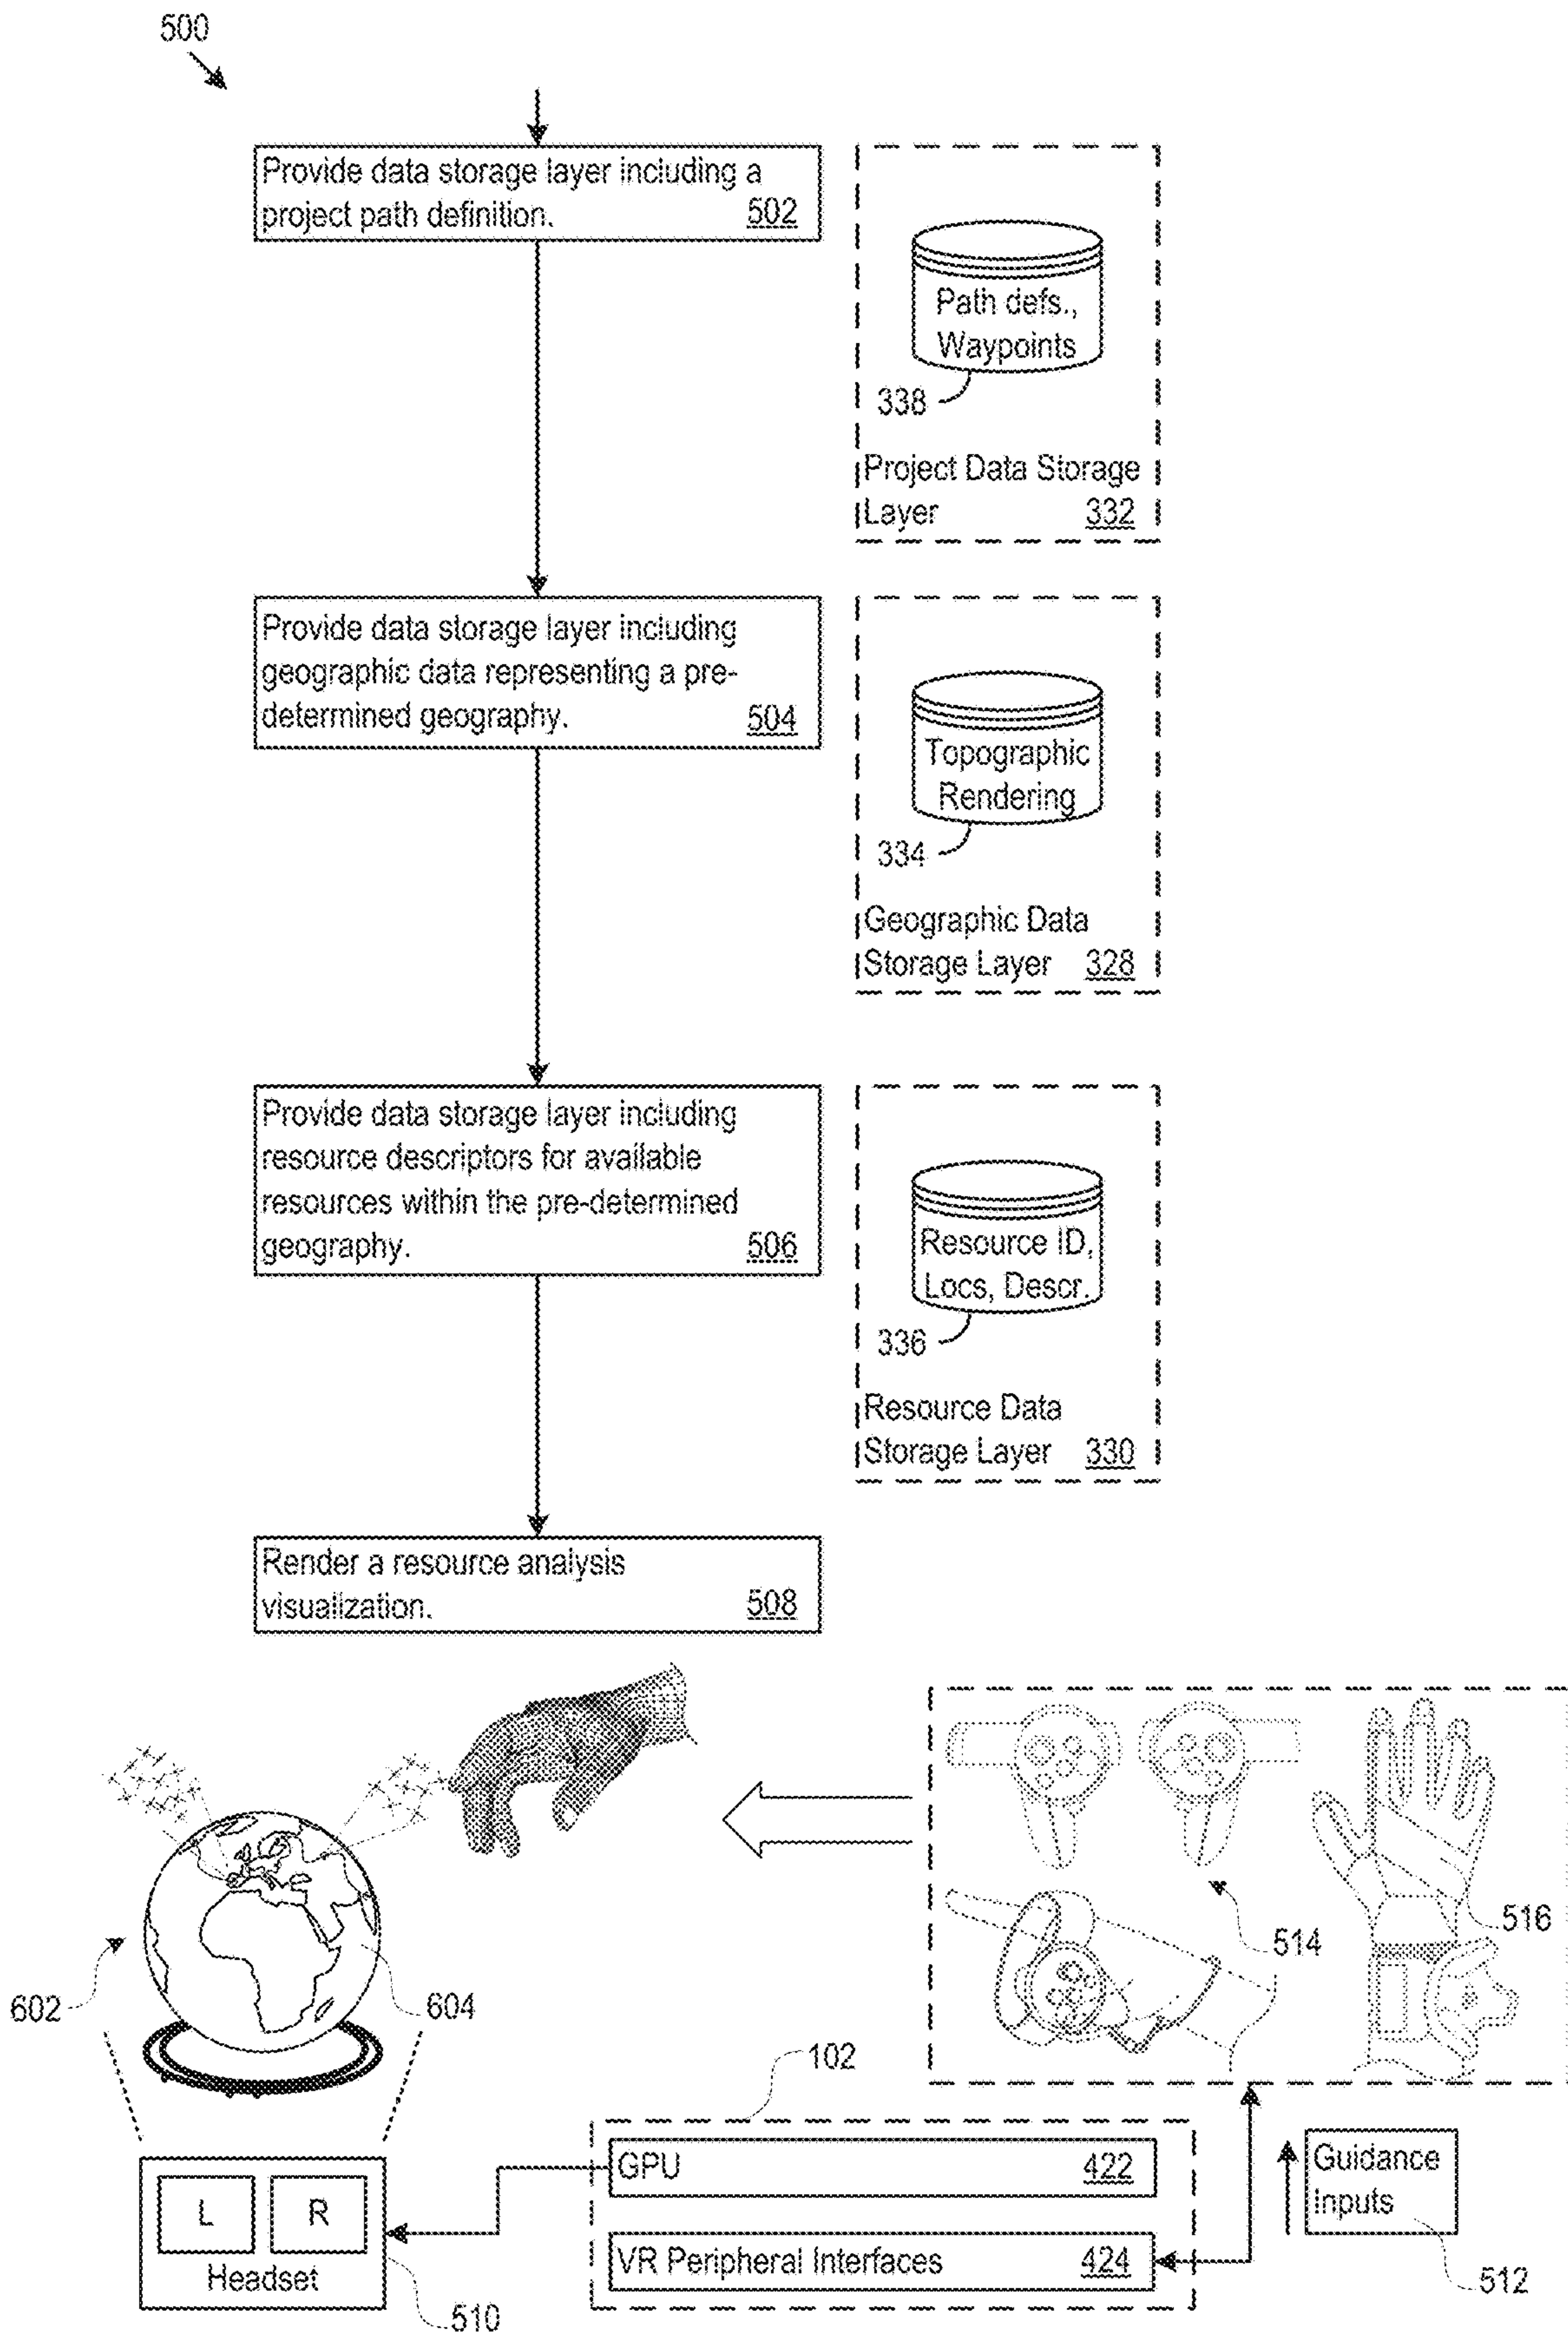 500
Provide data storage layer including a
project path definition. 502
Path defs.,
Waypoints
338
Project Data Storage
Layer 332
Provide data storage layer including
geographic data representing a pre-
determined geography. 504
Topographic
Rendering
334
Geographic Data
Storage Layer 328
Provide data storage layer including
resource descriptors for available
resources within the pre-determined
geography. 506
Resource ID,
Locs, Descr.
336
Resource Data
Storage Layer 330
Render a resource analysis
visualization. 508
516
514
602
604
102
GPU 422
Guidance
Inputs
L R
VR Peripheral Interfaces 424
Headset
512
510